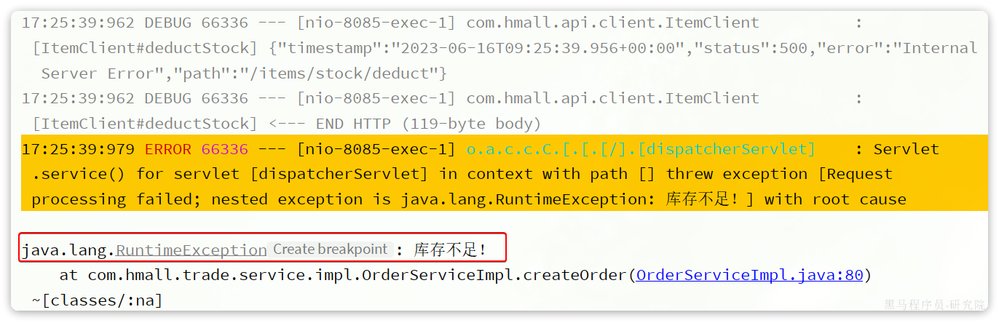 17:25:39:962 DEBUG 66336 --- [nio-8085-exec-1] com.hmall.api.client.ItemClient          :
[ItemClient#deductStock] {"timestamp":"2023-06-16T09:25:39.956+00:00","status":500,"error":"Internal
Server Error","path":"/items/stock/deduct"}
17:25:39:962 DEBUG 66336 --- [nio-8085-exec-1] com.hmall.api.client.ItemClient          :
[ItemClient#deductStock] <--- END HTTP (119-byte body)
17:25:39:979 ERROR 66336 --- [nio-8085-exec-1] o.a.c.c.C.[.[.[/].[dispatcherServlet]    : Servlet
.service() for servlet [dispatcherServlet] in context with path [] threw exception [Request
processing failed; nested exception is java.lang.RuntimeException: 库存不足！] with root cause
java.lang.RuntimeException Create breakpoint : 库存不足！
at com.hmall.trade.service.impl.OrderServiceImpl.createOrder(OrderServiceImpl.java:80)
~[classes/:na]
黑马程序员-研究院